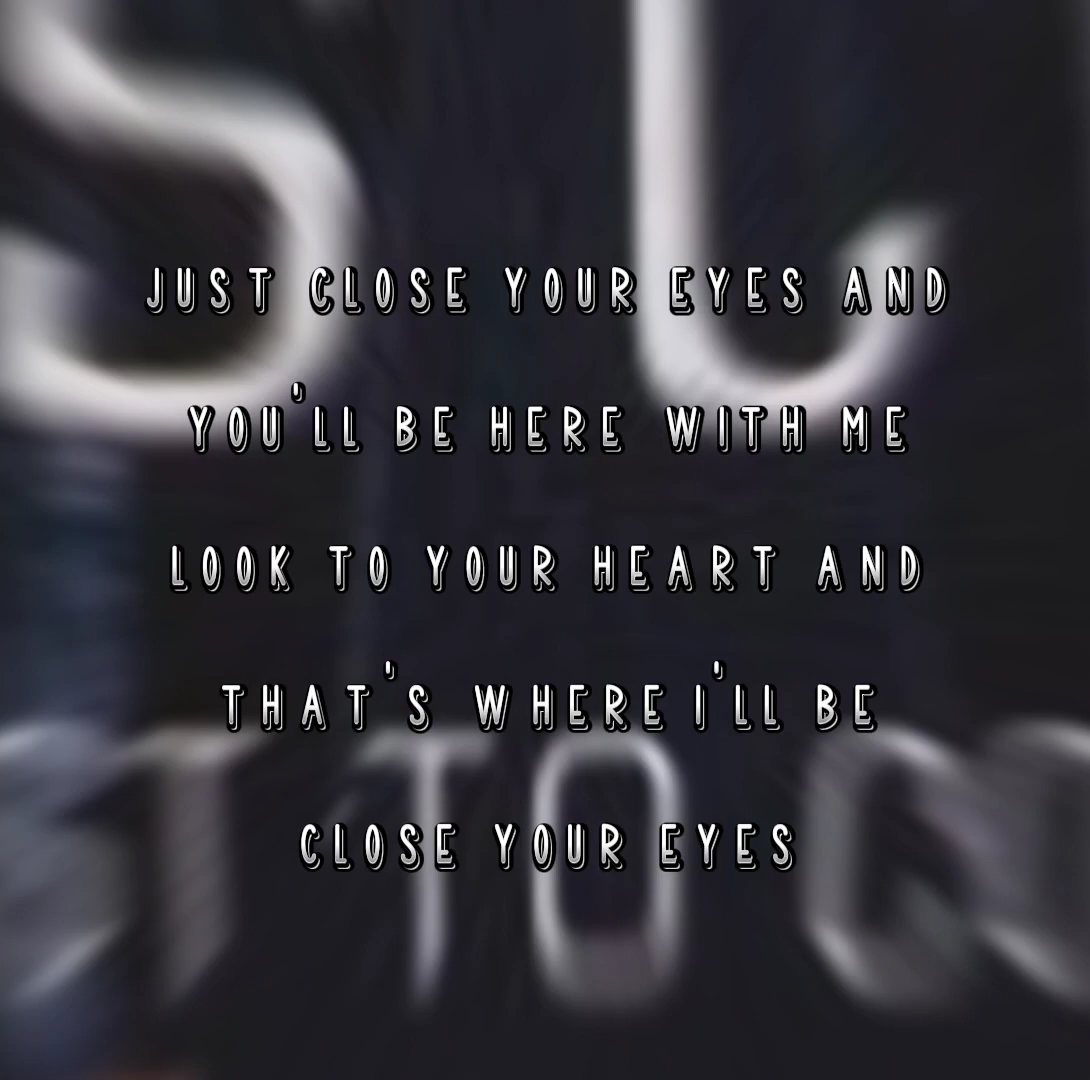 JUST CLOSE YOUR EYES AND
YOU'LL BE HERE WITH ME
LOOK TO YOUR HEART AND
THAT'S WHERE I'LL BE
CLOSE YOUR EYES